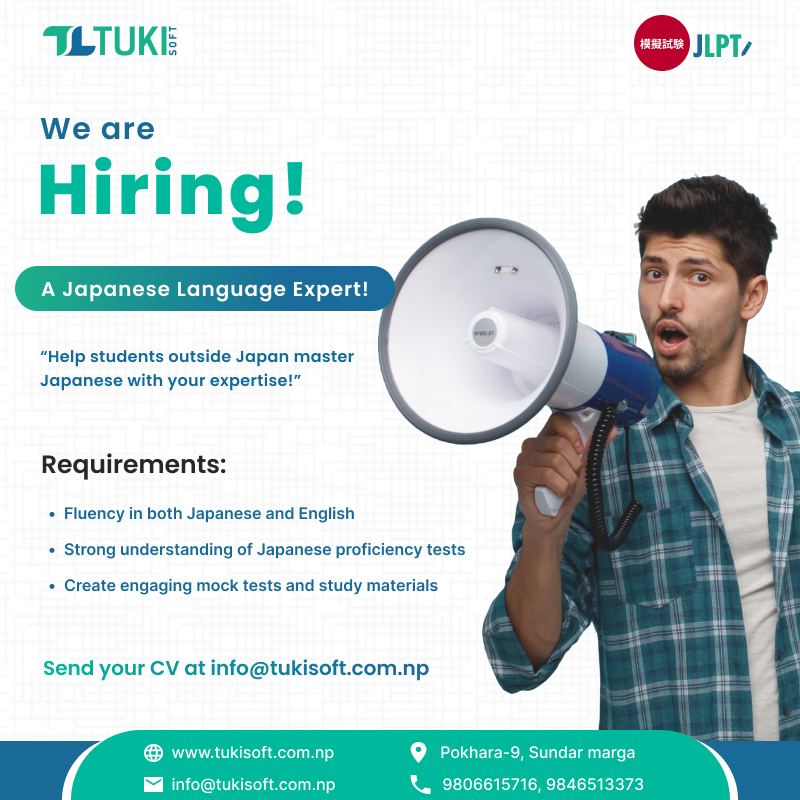 TUKI
SOFT
模擬試験
JLPT
We are
Hiring!
A Japanese Language Expert!
“Help students outside Japan master
Japanese with your expertise!”
Requirements:
• Fluency in both Japanese and English
• Strong understanding of Japanese proficiency tests
• Create engaging mock tests and study materials
Send your CV at info@tukisoft.com.np
www.tukisoft.com.np
Pokhara-9, Sundar marga
info@tukisoft.com.np
9806615716, 9846513373